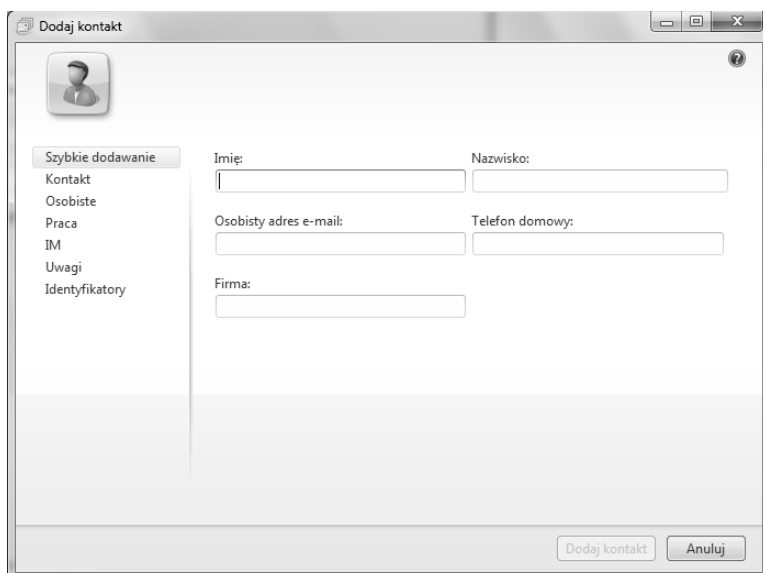 Dodaj kontakt
Szybkie dodawanie
Kontakt
Osobiste
Praca
IM
Uwagi
Identyfikatory
Imię:
Nazwisko:
Osobisty adres e-mail:
Telefon domowy:
Firma:
Dodaj kontakt
Anuluj